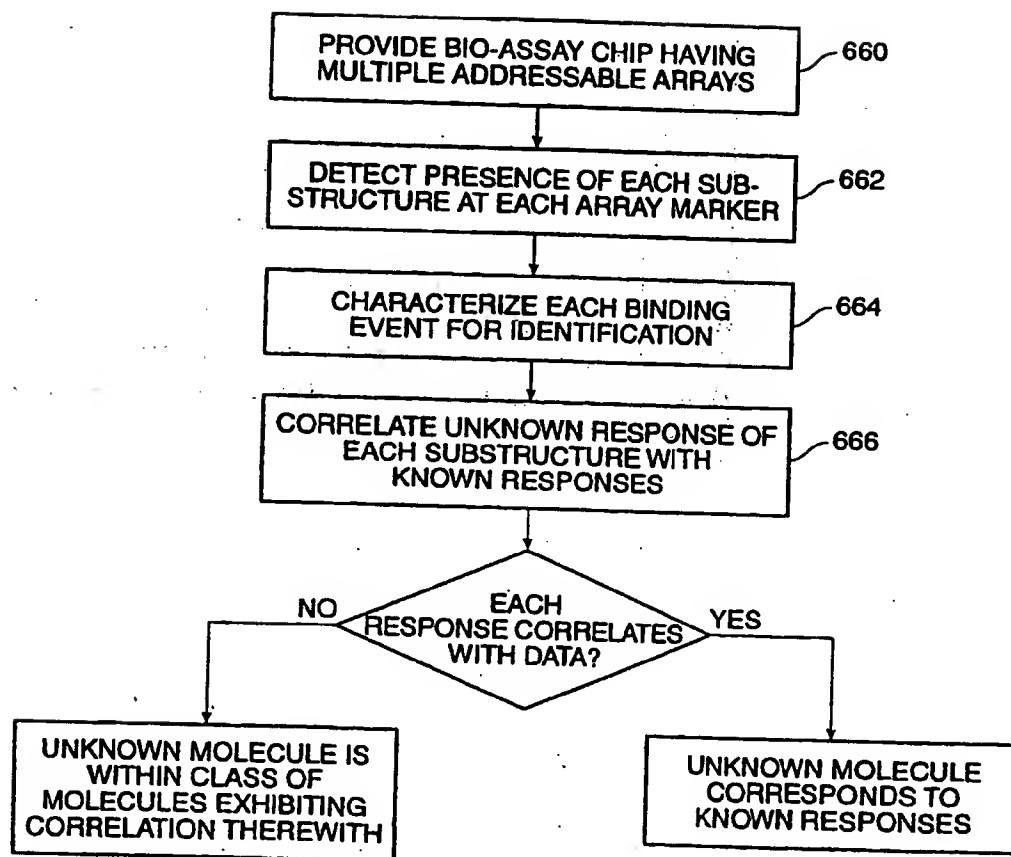 PROVIDE BIO-ASSAY CHIP HAVING
MULTIPLE ADDRESSABLE ARRAYS
660
DETECT PRESENCE OF EACH SUB-
STRUCTURE AT EACH ARRAY MARKER
662
CHARACTERIZE EACH BINDING
EVENT FOR IDENTIFICATION
664
CORRELATE UNKNOWN RESPONSE OF
EACH SUBSTRUCTURE WITH
KNOWN RESPONSES
666
EACH
RESPONSE CORRELATES
WITH DATA?
NO
YES
UNKNOWN MOLECULE IS
WITHIN CLASS OF
MOLECULES EXHIBITING
CORRELATION THEREWITH
UNKNOWN MOLECULE
CORRESPONDS TO
KNOWN RESPONSES